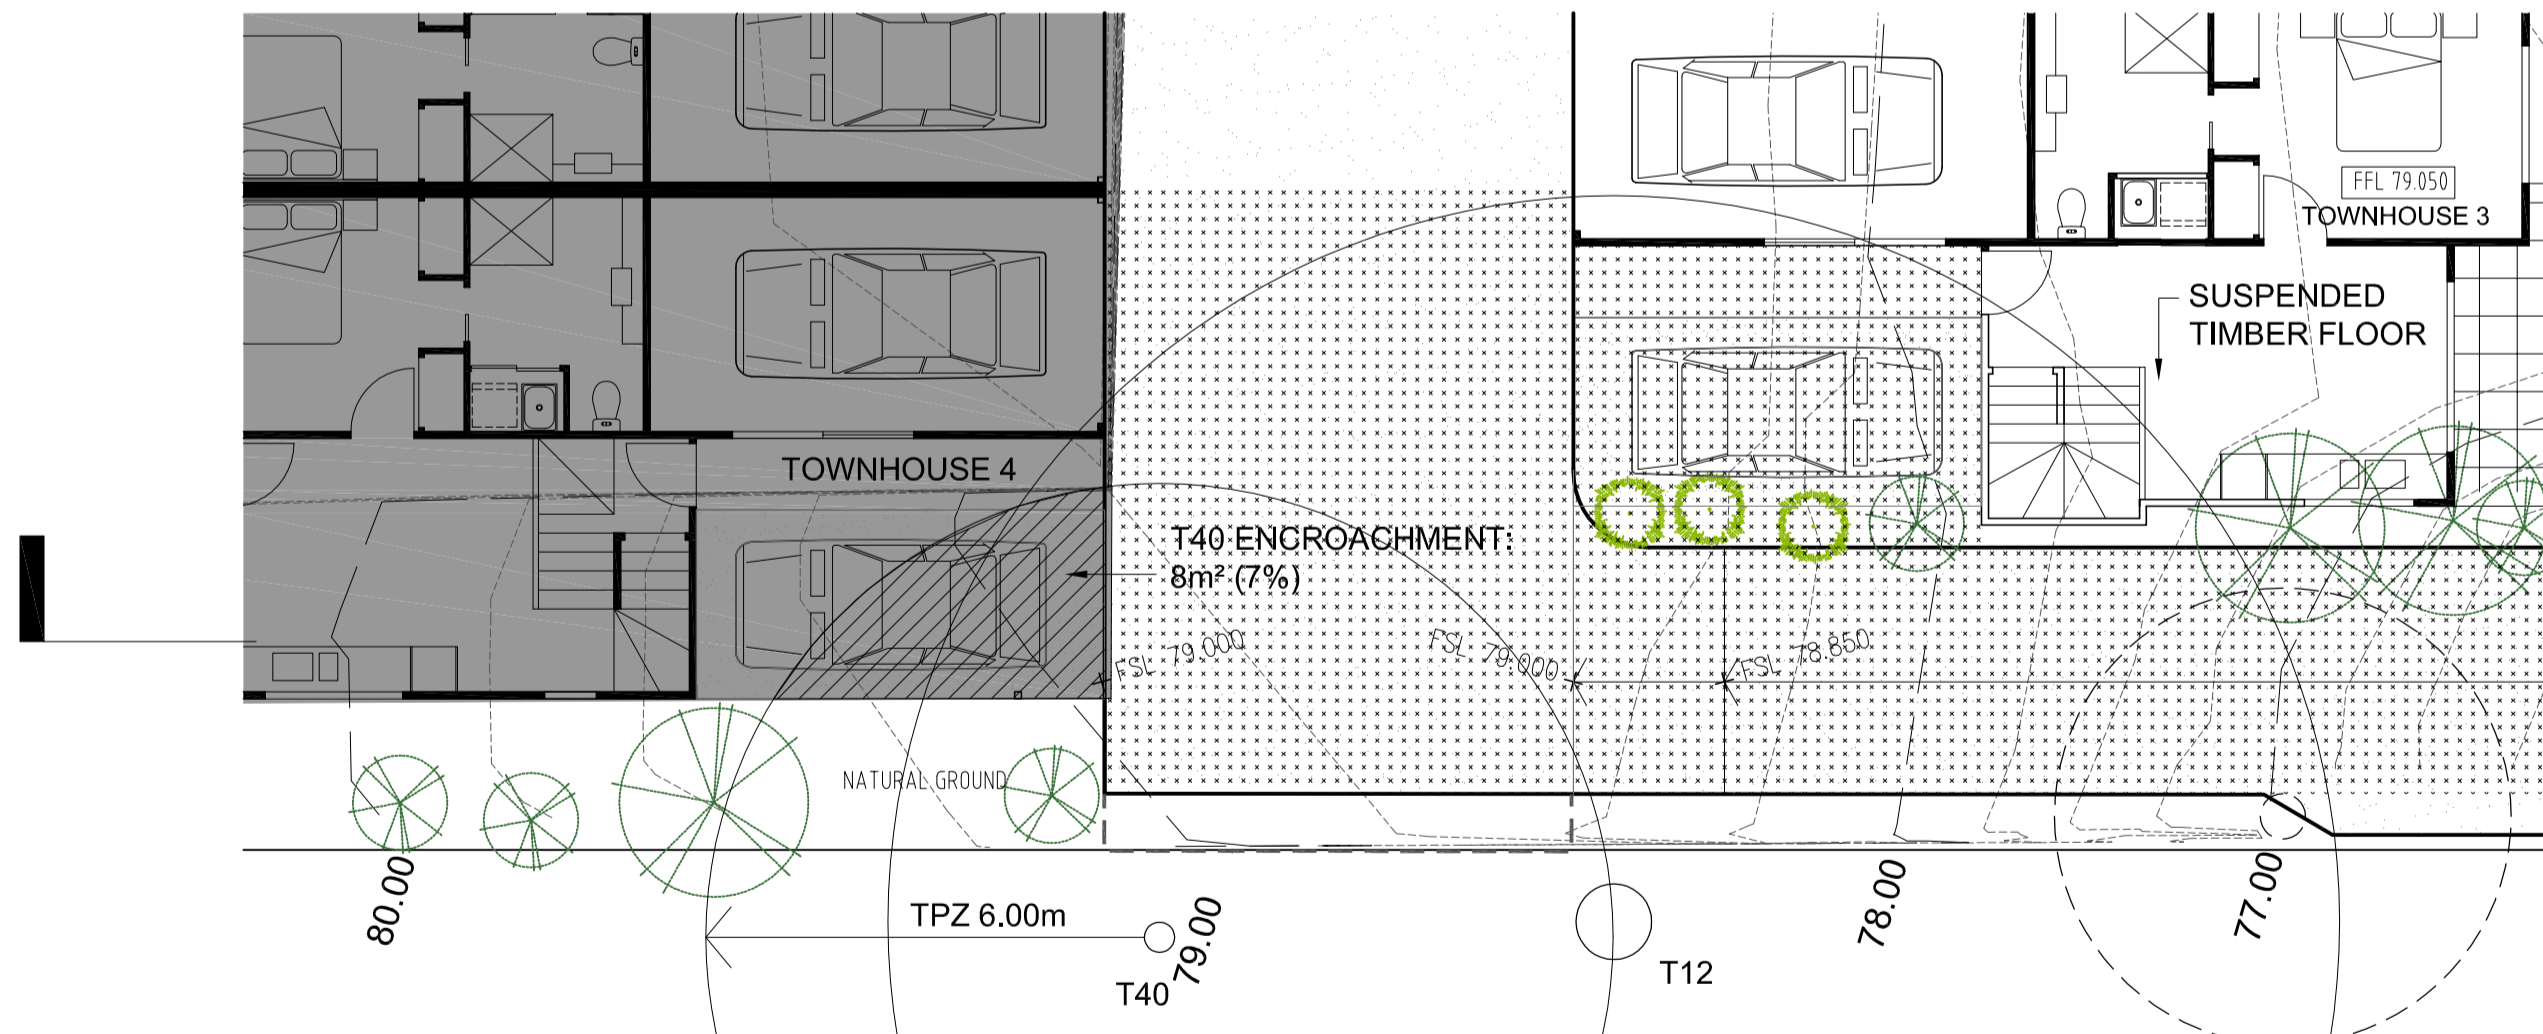 FFL 79.050
TOWNHOUSE 3
SUSPENDED
TIMBER FLOOR
TOWNHOUSE 4
T40 ENCROACHMENT:
8m² (7%)
FSL 79.000
FSL 79.000
FSL 78.850
NATURAL GROUND
80.00
TPZ 6.00m
79.00
78.00
77.00
T40
T12